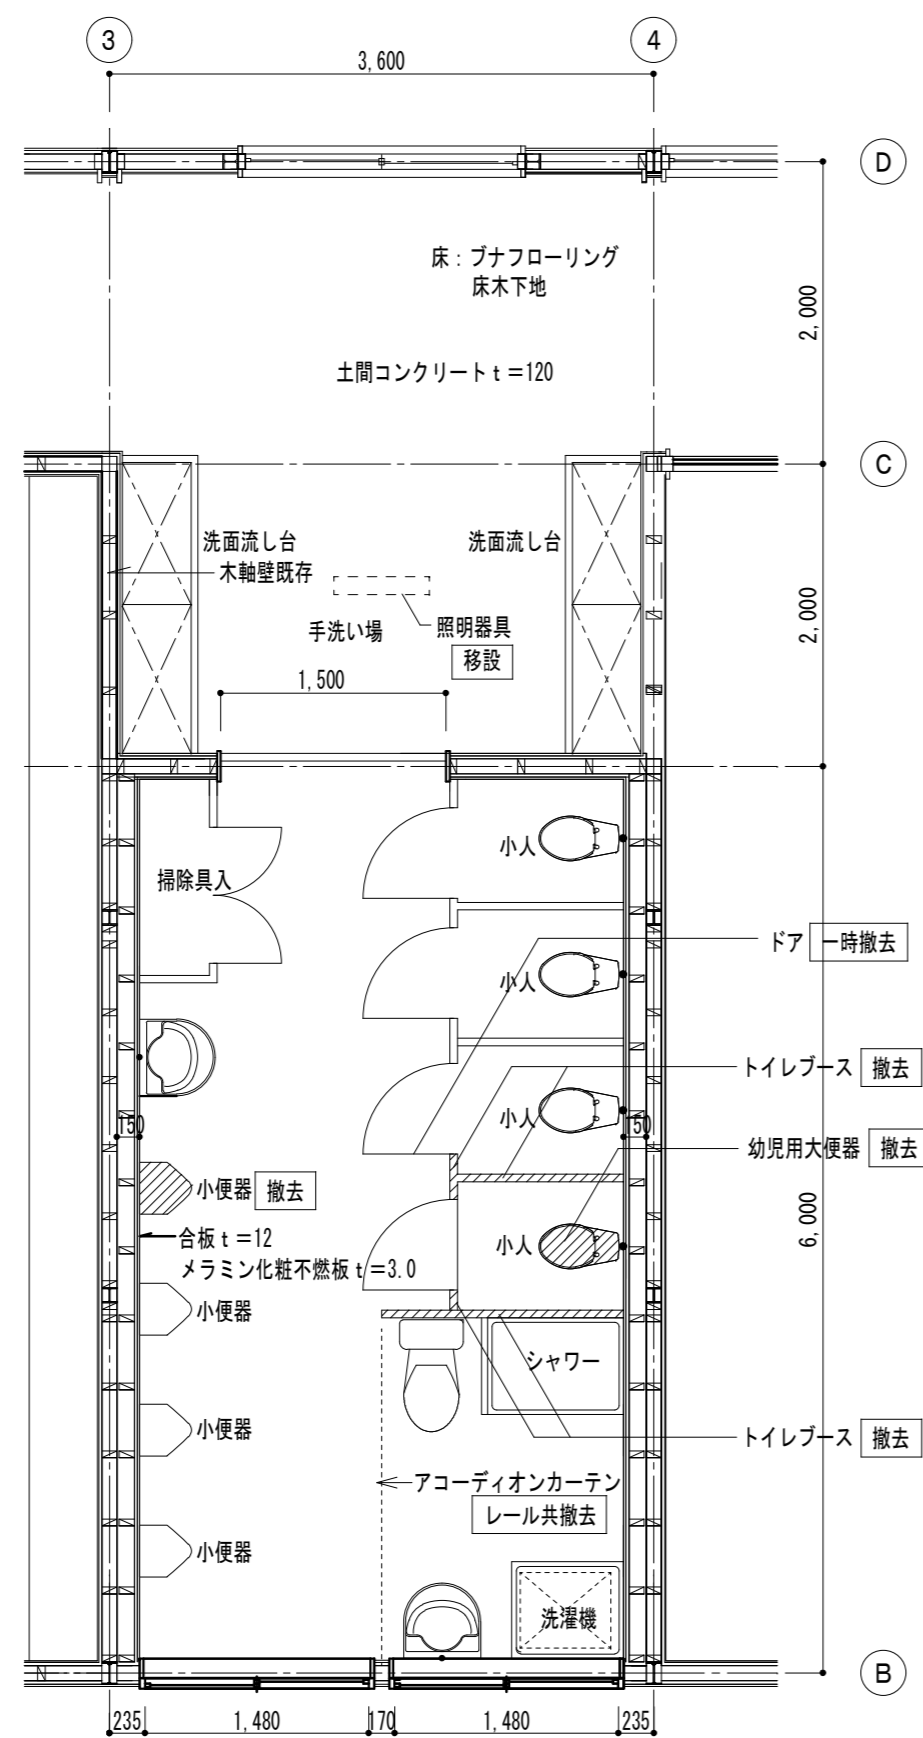 3
4
3,600
D
床：ブナフローリング
床木下地
2,000
土間コンクリートｔ＝120
C
洗面流し台
洗面流し台
木軸壁既存
2,000
手洗い場
照明器具
移設
1,500
小人
掃除具入
ドア 一時撤去
小人
トイレブース 撤去
小人
150
150
幼児用大便器 撤去
小便器 撤去
6,000
合板ｔ＝12
小人
メラミン化粧不燃板ｔ＝3.0
小便器
シャワー
小便器
トイレブース 撤去
アコーディオンカーテン
レール共撤去
小便器
洗濯機
B
235
1,480
170
1,480
235